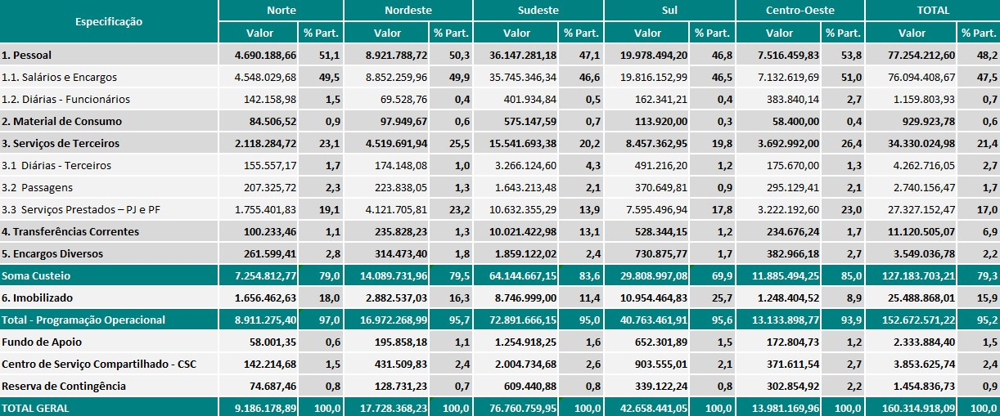 Especificação Norte Nordeste Sudeste Sul Centro-Oeste TOTAL
Valor % Part. Valor % Part. Valor % Part. Valor % Part. Valor % Part. Valor % Part.
1. Pessoal 4.690.188,66 51,1 8.921.788,72 50,3 36.147.281,18 47,1 19.978.494,20 46,8 7.516.459,83 53,8 77.254.212,60 48,2
1.1. Salários e Encargos 4.548.029,68 49,5 8.852.259,96 49,9 35.745.346,34 46,6 19.816.152,99 46,5 7.132.619,69 51,0 76.094.408,67 47,5
1.2. Diárias - Funcionários 142.158,98 1,5 69.528,76 0,4 401.934,84 0,5 162.341,21 0,4 383.840,14 2,7 1.159.803,93 0,7
2. Material de Consumo 84.506,52 0,9 97.949,67 0,6 575.147,59 0,7 113.920,00 0,3 58.400,00 0,4 929.923,78 0,6
3. Serviços de Terceiros 2.118.284,72 23,1 4.519.691,94 25,5 15.541.693,38 20,2 8.457.362,95 19,8 3.692.992,00 26,4 34.330.024,98 21,4
3.1 Diárias - Terceiros 155.557,17 1,7 174.148,08 1,0 3.266.124,60 4,3 491.216,20 1,2 175.670,00 1,3 4.262.716,05 2,7
3.2 Passagens 207.325,72 2,3 223.838,05 1,3 1.643.213,48 2,1 370.649,81 0,9 295.129,41 2,1 2.740.156,47 1,7
3.3 Serviços Prestados – PJ e PF 1.755.401,83 19,1 4.121.705,81 23,2 10.632.355,29 13,9 7.595.496,94 17,8 3.222.192,60 23,0 27.327.152,47 17,0
4. Transferências Correntes 100.233,46 1,1 235.828,23 1,3 10.021.422,98 13,1 528.344,15 1,2 234.676,24 1,7 11.120.505,07 6,9
5. Encargos Diversos 261.599,41 2,8 314.473,40 1,8 1.859.122,02 2,4 730.875,77 1,7 382.966,18 2,7 3.549.036,78 2,2
Soma Custeio 7.254.812,77 79,0 14.089.731,96 79,5 64.144.667,15 83,6 29.808.997,08 69,9 11.885.494,25 85,0 127.183.703,21 79,3
6. Imobilizado 1.656.462,63 18,0 2.882.537,03 16,3 8.746.999,00 11,4 10.954.464,83 25,7 1.248.404,52 8,9 25.488.868,01 15,9
Total - Programação Operacional 8.911.275,40 97,0 16.972.268,99 95,7 72.891.666,15 95,0 40.763.461,91 95,6 13.133.898,77 93,9 152.672.571,22 95,2
Fundo de Apoio 58.001,35 0,6 195.858,18 1,1 1.254.918,25 1,6 652.301,89 1,5 172.804,73 1,2 2.333.884,40 1,5
Centro de Serviço Compartilhado - CSC 142.214,68 1,5 431.509,83 2,4 2.004.734,68 2,6 903.555,01 2,1 371.611,54 2,7 3.853.625,74 2,4
Reserva de Contingência 74.687,46 0,8 128.731,23 0,7 609.440,88 0,8 339.122,24 0,8 302.854,92 2,2 1.454.836,73 0,9
TOTAL GERAL 9.186.178,89 100,0 17.728.368,23 100,0 76.760.759,95 100,0 42.658.441,05 100,0 13.981.169,96 100,0 160.314.918,09 100,0